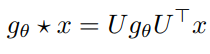 g_θ ⋆ x = U g_θ U^⊤ x